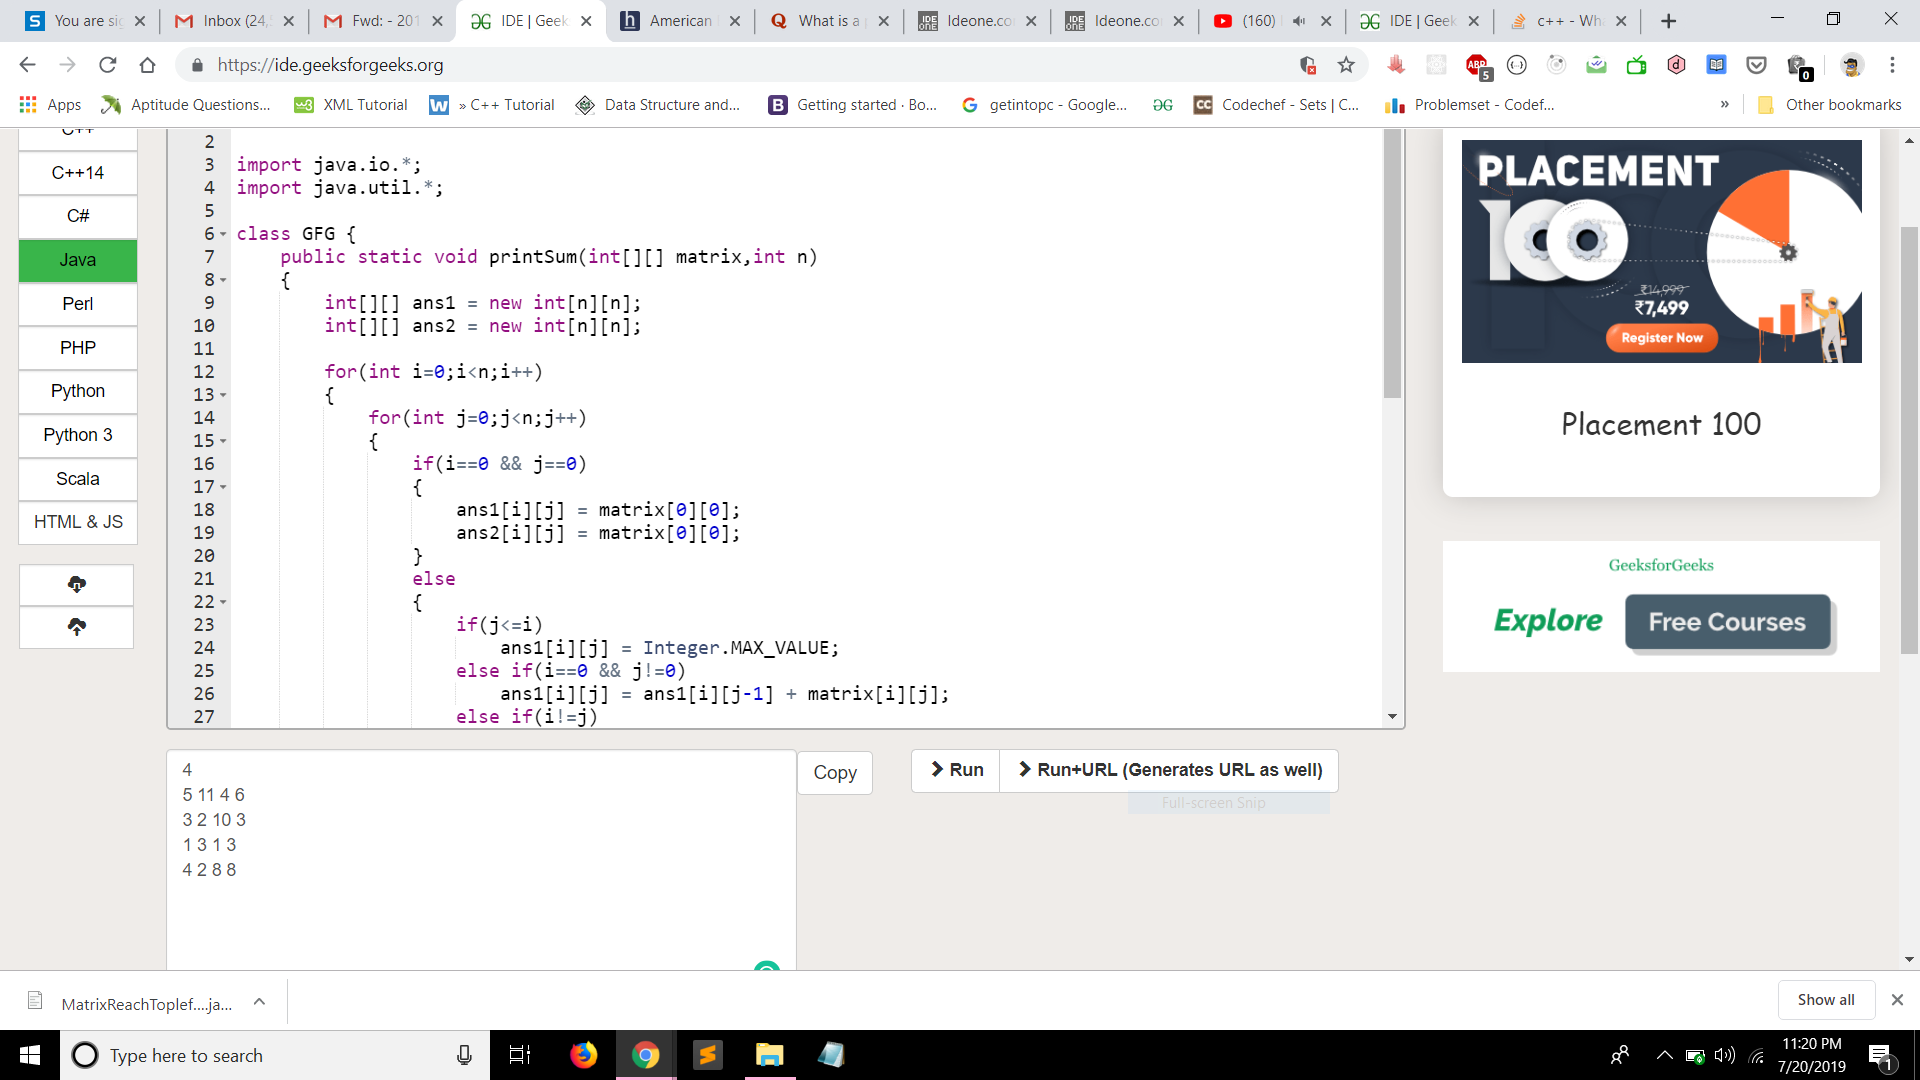 You are si
Inbox (24,
Fwd: - 201
IDE | Geek
American
What is a
Ideone.co
Ideone.co
(160)
IDE | Geek
c++ - Wh
https://ide.geeksforgeeks.org
Apps
Aptitude Questions...
XML Tutorial
» C++ Tutorial
Data Structure and...
Getting started · Bo...
getintopc - Google...
Codechef - Sets | C...
Problemset - Codef...
»
Other bookmarks
C++
C++14
C#
Java
Perl
PHP
Python
Python 3
Scala
HTML & JS
2
3 import java.io.*;
4 import java.util.*;
5
6 class GFG {
7 public static void printSum(int[][] matrix,int n)
8 {
9 int[][] ans1 = new int[n][n];
10 int[][] ans2 = new int[n][n];
11
12 for(int i=0;i<n;i++)
13 {
14 for(int j=0;j<n;j++)
15 {
16 if(i==0 && j==0)
17 {
18 ans1[i][j] = matrix[0][0];
19 ans2[i][j] = matrix[0][0];
20 }
21 else
22 {
23 if(j<=i)
24 ans1[i][j] = Integer.MAX_VALUE;
25 else if(i==0 && j!=0)
26 ans1[i][j] = ans1[i][j-1] + matrix[i][j];
27 else if(i!=j)
PLACEMENT
100
₹14,999
₹7,499
Register Now
Placement 100
GeeksforGeeks
Explore
Free Courses
4
5 11 4 6
3 2 10 3
1 3 1 3
4 2 8 8
Copy
Run
Run+URL (Generates URL as well)
Full-screen Snip
MatrixReachToplef....ja...
Show all
Type here to search
11:20 PM
7/20/2019
1